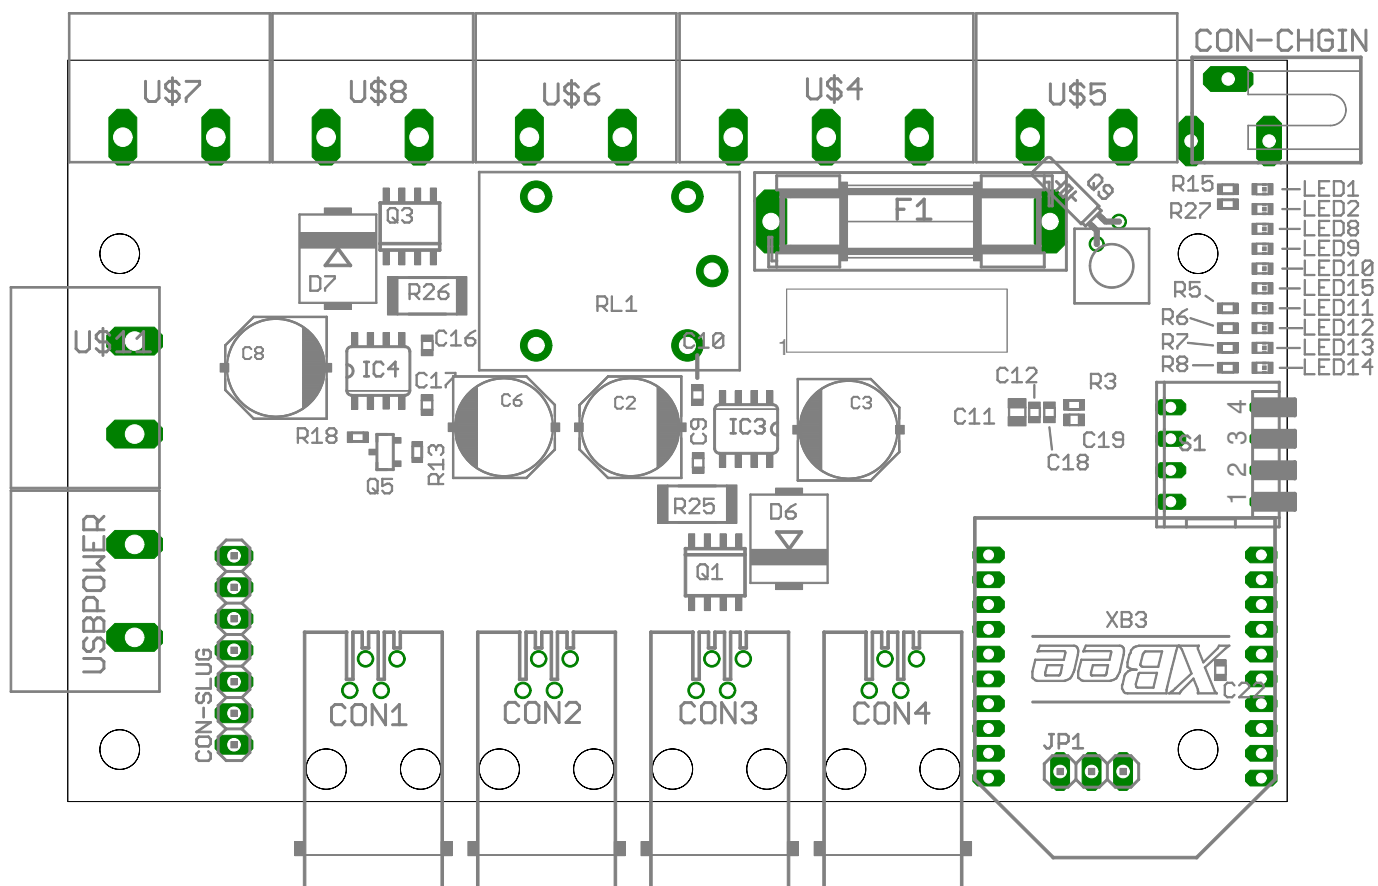 CON-CHGIN
U$7
U$8
U$6
U$4
U$5
R15
LED1
R27
LED2
LED8
LED9
LED10
LED15
R5
LED11
R6
LED12
R7
LED13
R8
LED14
Q3
F1
Q9
D7
R26
RL1
U$11
C16
C10
1
C8
IC4
C17
C6
C2
C9
IC3
C3
C12
R3
C11
C19
C18
S1
4
3
2
1
R18
R13
Q5
R25
D6
Q1
USBPOWER
CON-SLUG
XB3
XBee
C22
CON1
CON2
CON3
CON4
JP1